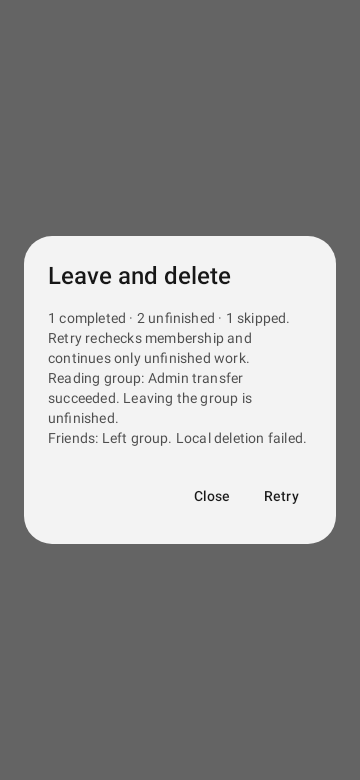 Leave and delete
1 completed · 2 unfinished · 1 skipped.
Retry rechecks membership and
continues only unfinished work.
Reading group: Admin transfer
succeeded. Leaving the group is
unfinished.
Friends: Left group. Local deletion failed.
Close Retry